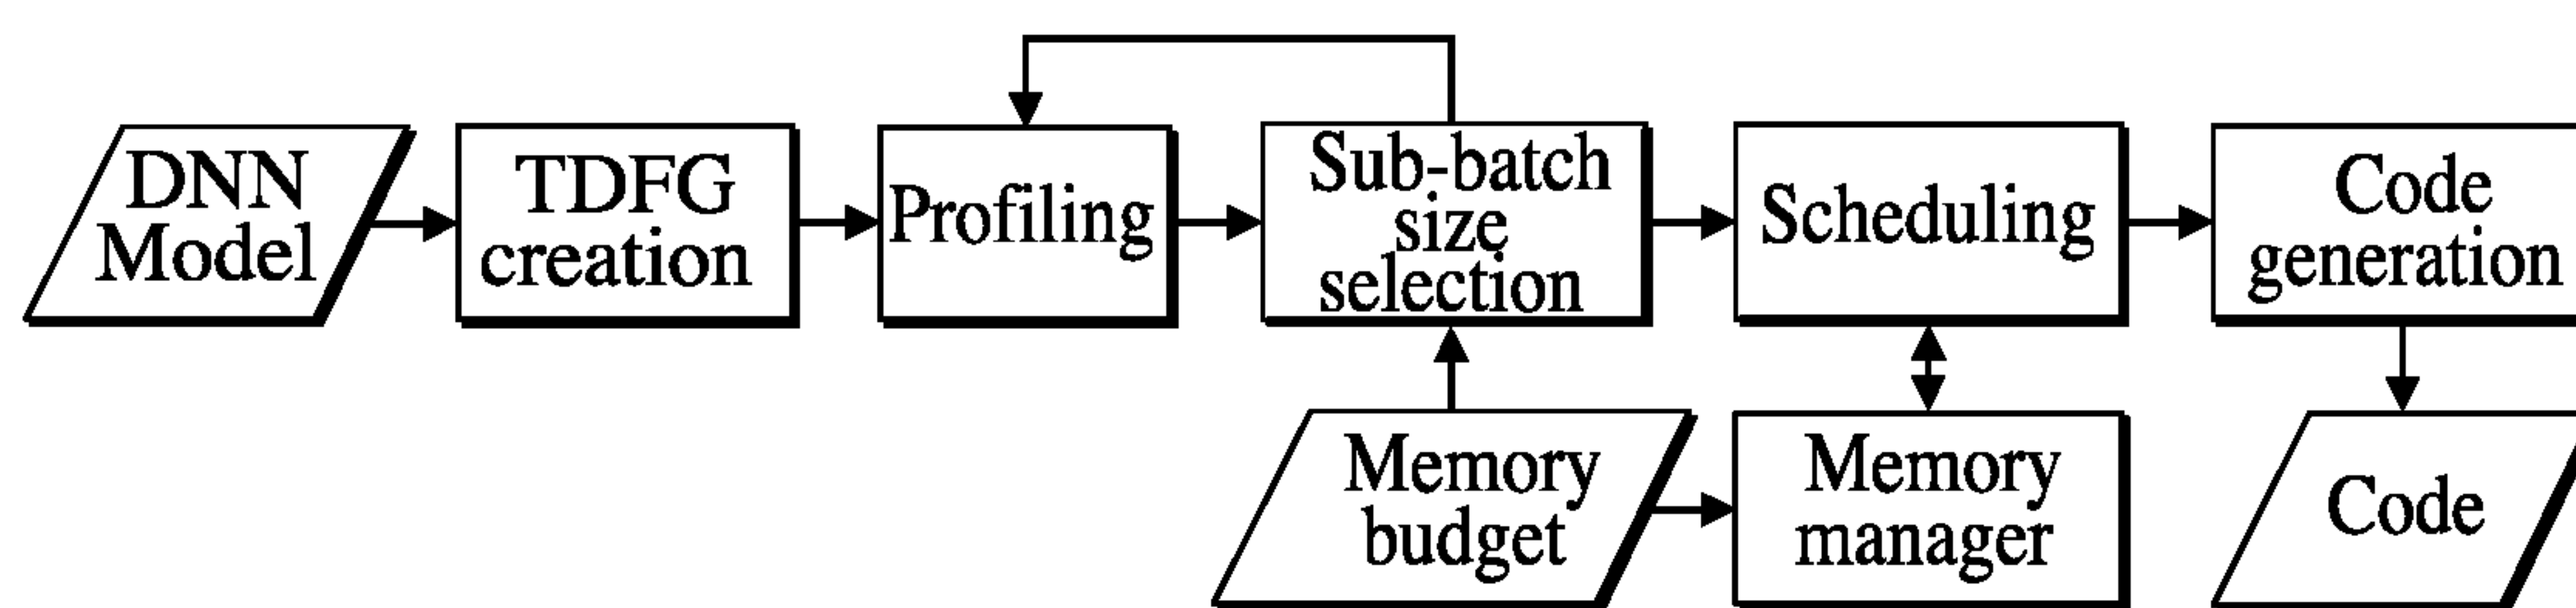 DNN
Model
TDFG
creation
Profiling
Sub-batch
size
selection
Scheduling
Code
generation
Memory
budget
Memory
manager
Code